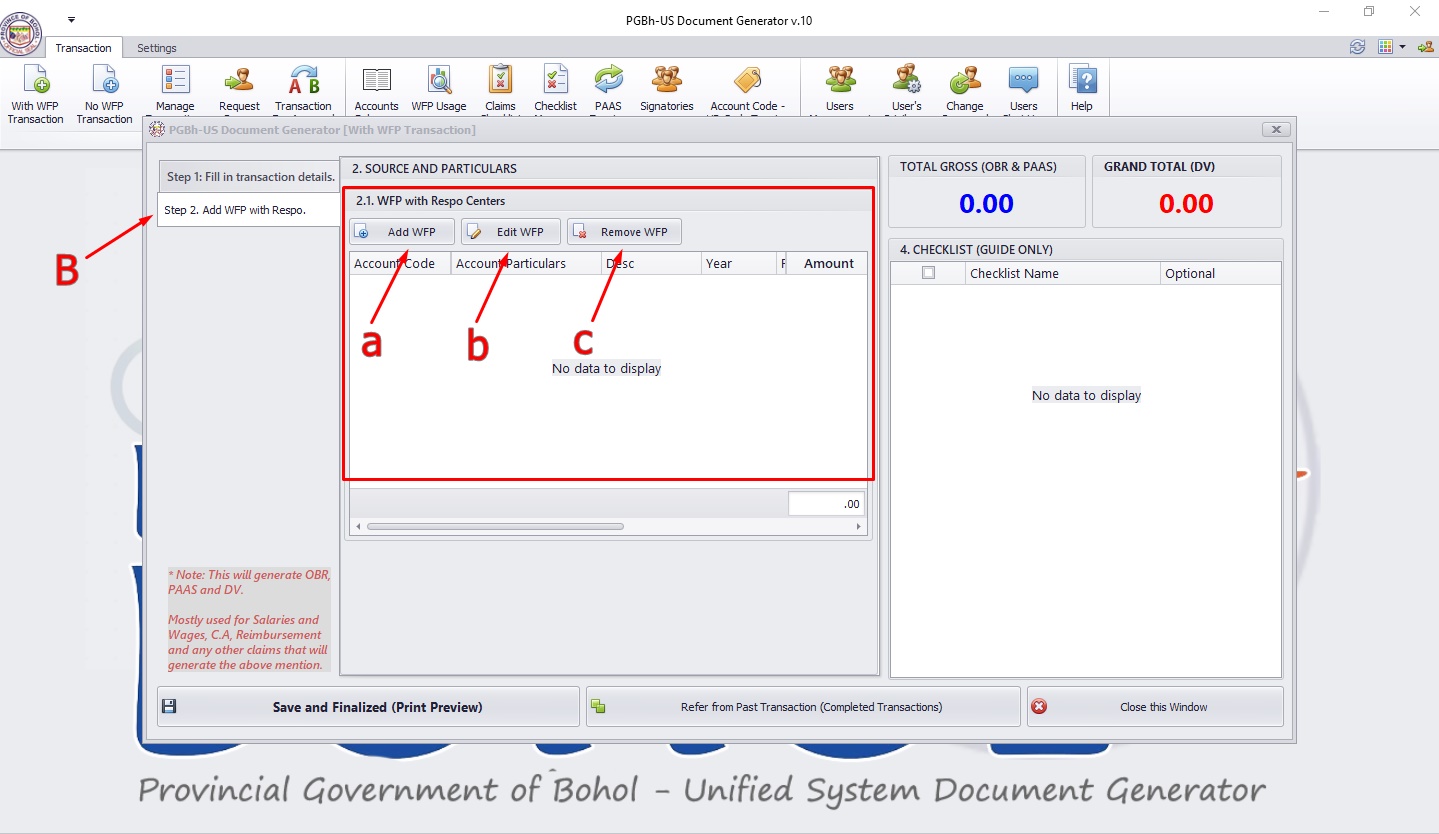 PGBh-US Document Generator v.10
Transaction Settings
With WFP Transaction
No WFP Transaction
Manage
Request
Transaction
Accounts
WFP Usage
Claims
Checklist
PAAS
Signatories
Account Code -
Users
User's
Change
Users
Help
PROVINCE OF BOHOL
OFFICIAL SEAL
PGBh-US Document Generator [With WFP Transaction]
Step 1: Fill in transaction details.
Step 2. Add WFP with Respo.
B
2. SOURCE AND PARTICULARS
2.1. WFP with Respo Centers
Add WFP Edit WFP Remove WFP
Account Code Account Particulars Desc Year F Amount
a b c
No data to display
.00
TOTAL GROSS (OBR & PAAS)
0.00
GRAND TOTAL (DV)
0.00
4. CHECKLIST (GUIDE ONLY)
Checklist Name Optional
No data to display
* Note: This will generate OBR,
PAAS and DV.
Mostly used for Salaries and
Wages, C.A, Reimbursement
and any other claims that will
generate the above mention.
Save and Finalized (Print Preview)
Refer from Past Transaction (Completed Transactions)
Close this Window
Provincial Government of Bohol - Unified System Document Generator